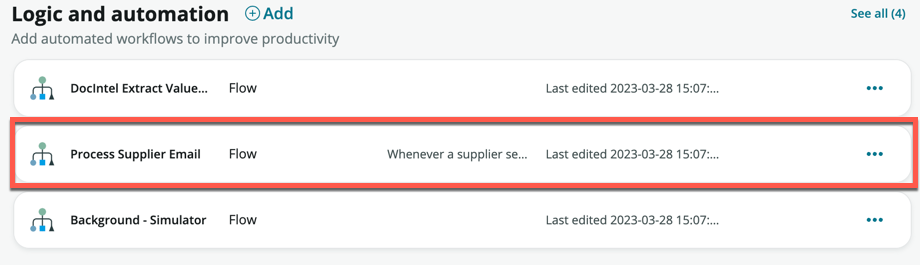 Logic and automation Add See all (4)
Add automated workflows to improve productivity
DocIntel Extract Value... Flow Last edited 2023-03-28 15:07:...
Process Supplier Email Flow Whenever a supplier se... Last edited 2023-03-28 15:07:...
Background - Simulator Flow Last edited 2023-03-28 15:07:...